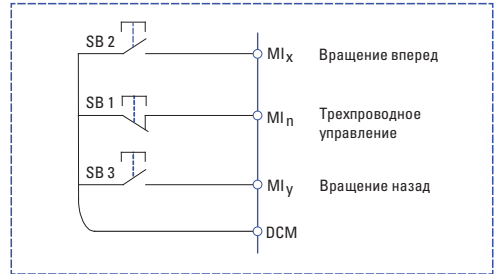 SB 2
MIx
Вращение вперед
SB 1
MIn
Трехпроводное
управление
SB 3
MIy
Вращение назад
DCM